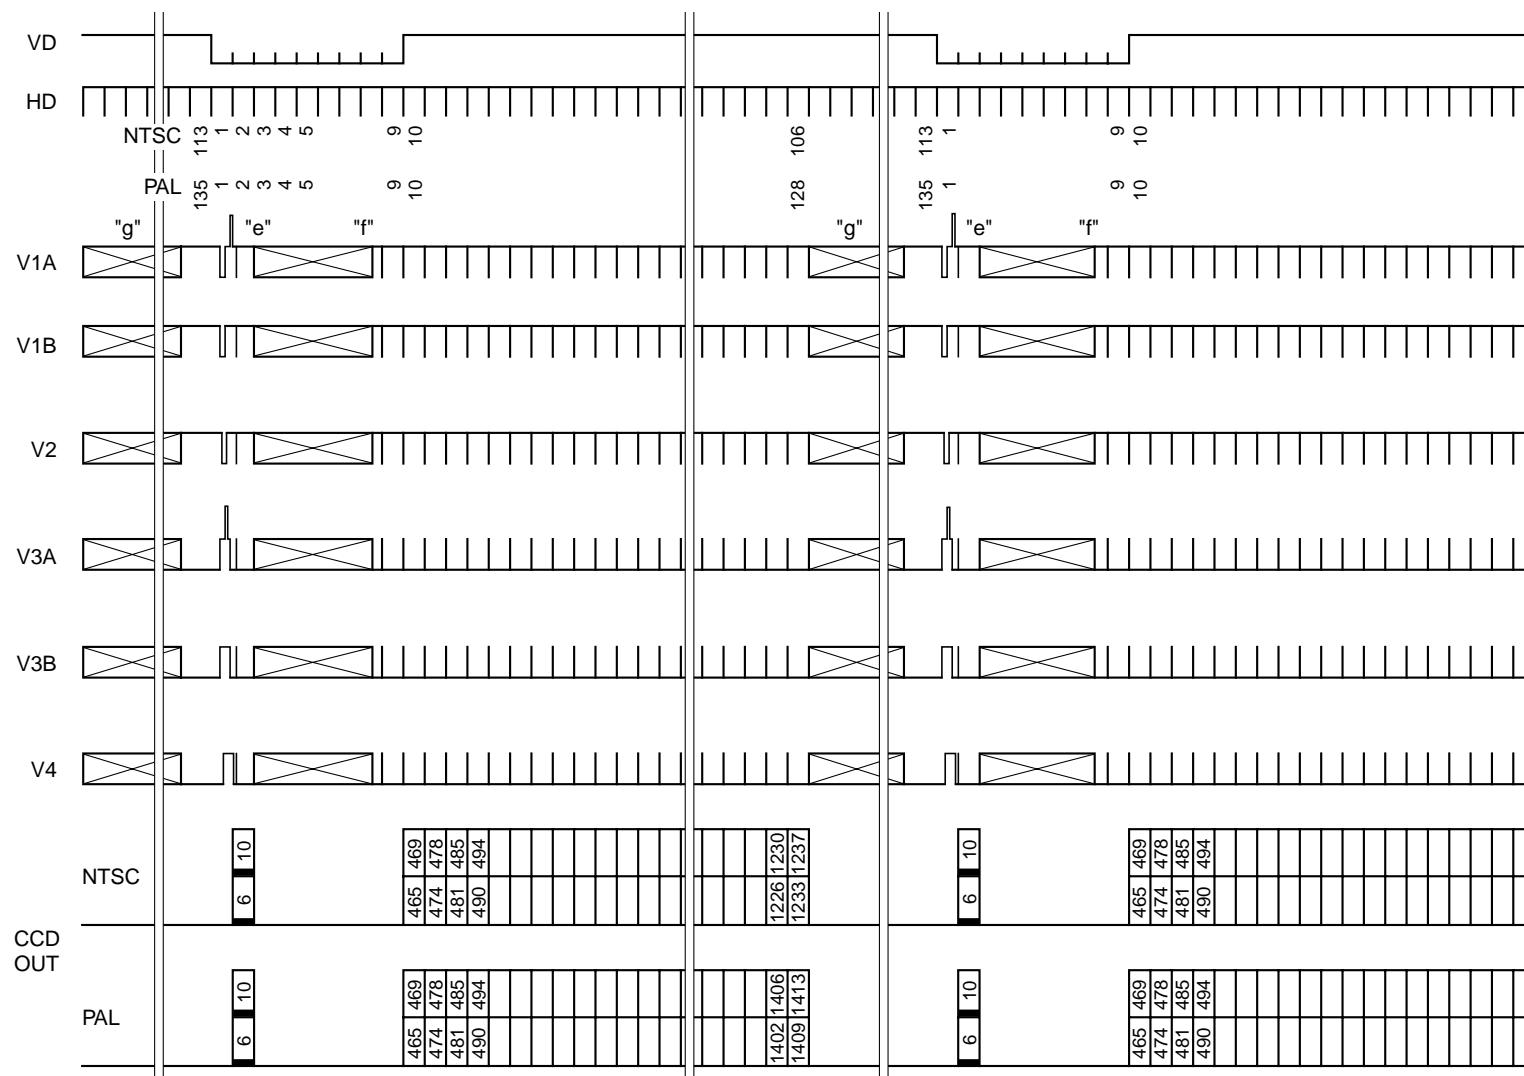 VD
HD
NTSC 113 1 2 3 4 5 9 10 106 113 1 9 10
PAL 135 1 2 3 4 5 9 10 128 135 1 9 10
"g" "e" "f" "g" "e" "f"
V1A
V1B
V2
V3A
V3B
V4
10 469 478 485 494 1230 1237 10 469 478 485 494
NTSC
6 465 474 481 490 1226 1233 6 465 474 481 490
CCD
OUT
10 469 478 485 494 1406 1413 10 469 478 485 494
PAL
6 465 474 481 490 1402 1409 6 465 474 481 490